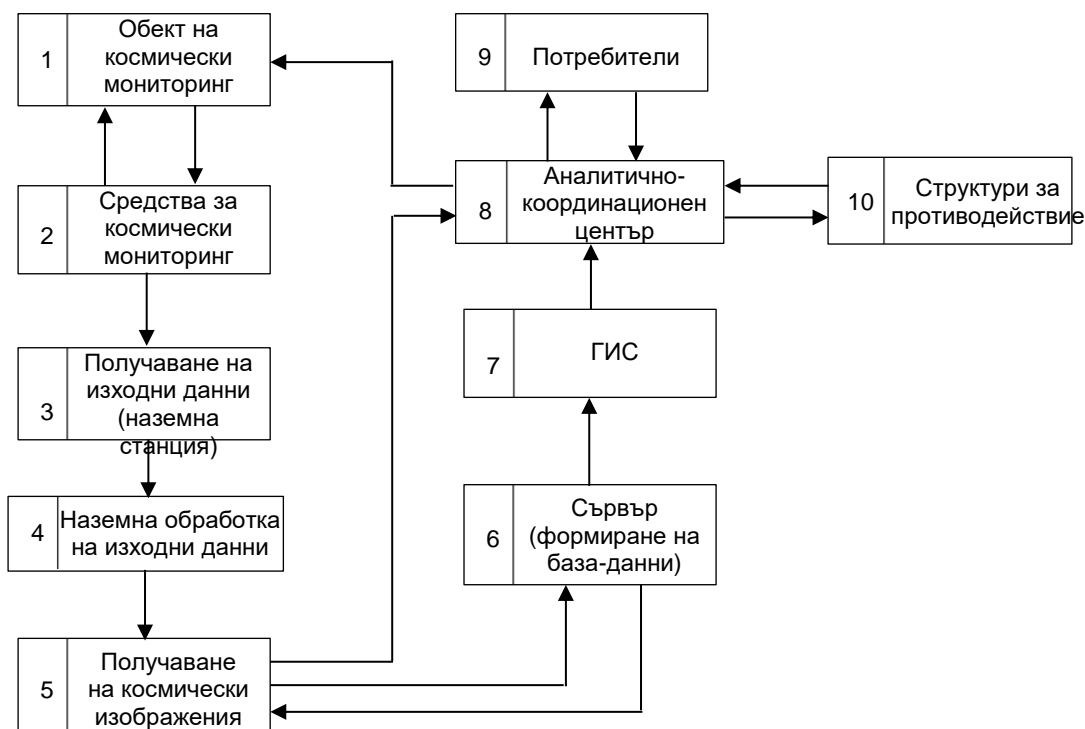 1
Обект на
космически
мониторинг
2
Средства за
космически
мониторинг
3
Получаване на
изходни данни
(наземна
станция)
4
Наземна обработка
на изходни данни
5
Получаване
на космически
изображения
6
Сървър
(формиране на
база-данни)
7
ГИС
8
Аналитично-
координационен
център
9
Потребители
10
Структури за
противодействие